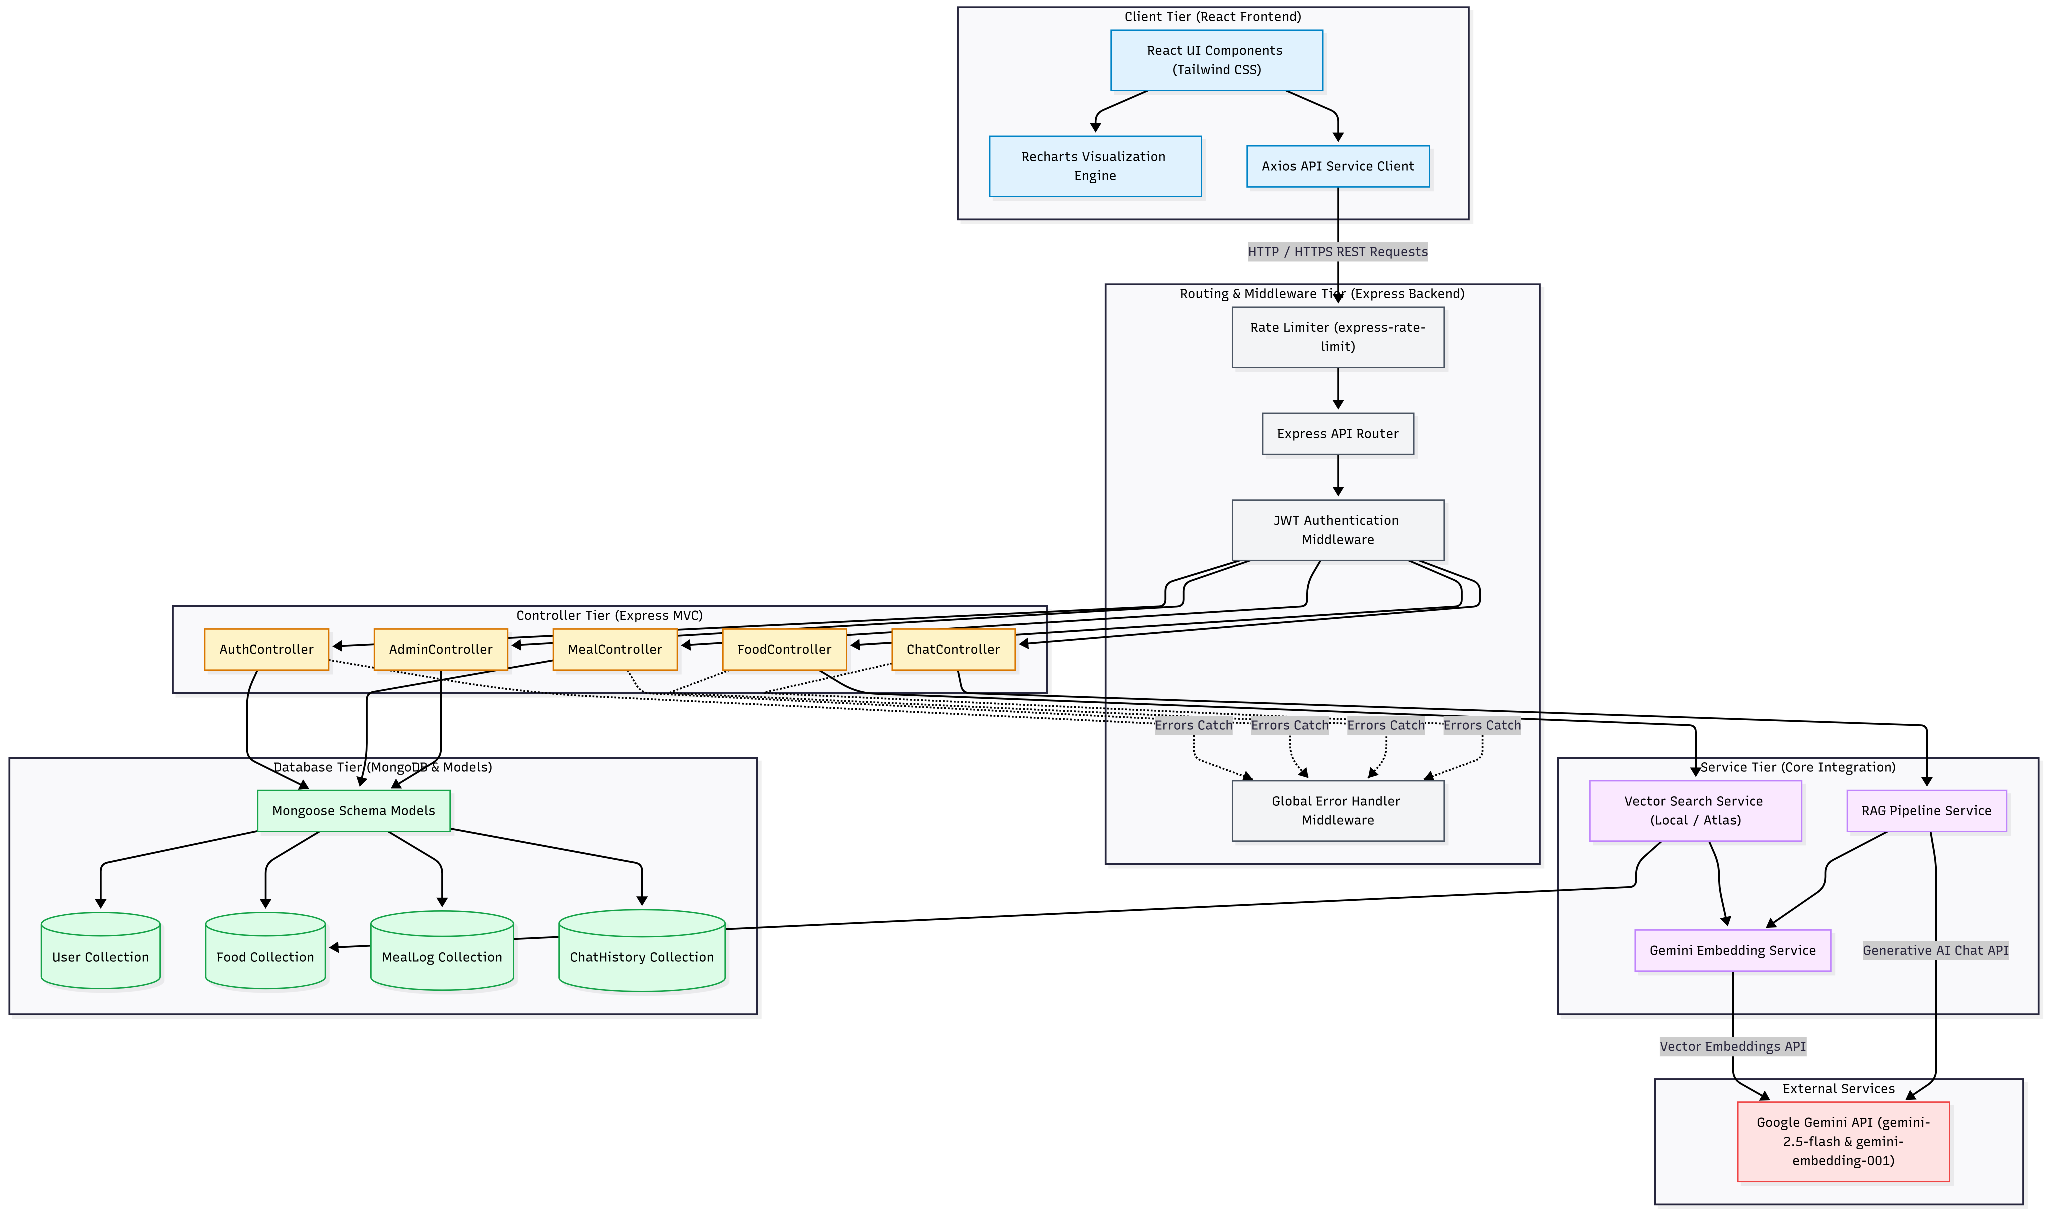 Client Tier (React Frontend)
React UI Components
(Tailwind CSS)
Recharts Visualization
Engine
Axios API Service Client
HTTP / HTTPS REST Requests
Routing & Middleware Tier (Express Backend)
Rate Limiter (express-rate-
limit)
Express API Router
JWT Authentication
Middleware
Controller Tier (Express MVC)
AuthController
AdminController
MealController
FoodController
ChatController
Errors Catch
Errors Catch
Errors Catch
Errors Catch
Global Error Handler
Middleware
Database Tier (MongoDB & Models)
Mongoose Schema Models
User Collection
Food Collection
MealLog Collection
ChatHistory Collection
Service Tier (Core Integration)
Vector Search Service
(Local / Atlas)
RAG Pipeline Service
Gemini Embedding Service
Generative AI Chat API
Vector Embeddings API
External Services
Google Gemini API (gemini-
2.5-flash & gemini-
embedding-001)